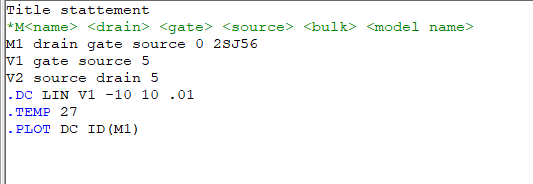 Title stattement
*M<name> <drain> <gate> <source> <bulk> <model name>
M1 drain gate source 0 2SJ56
V1 gate source 5
V2 source drain 5
.DC LIN V1 -10 10 .01
.TEMP 27
.PLOT DC ID(M1)